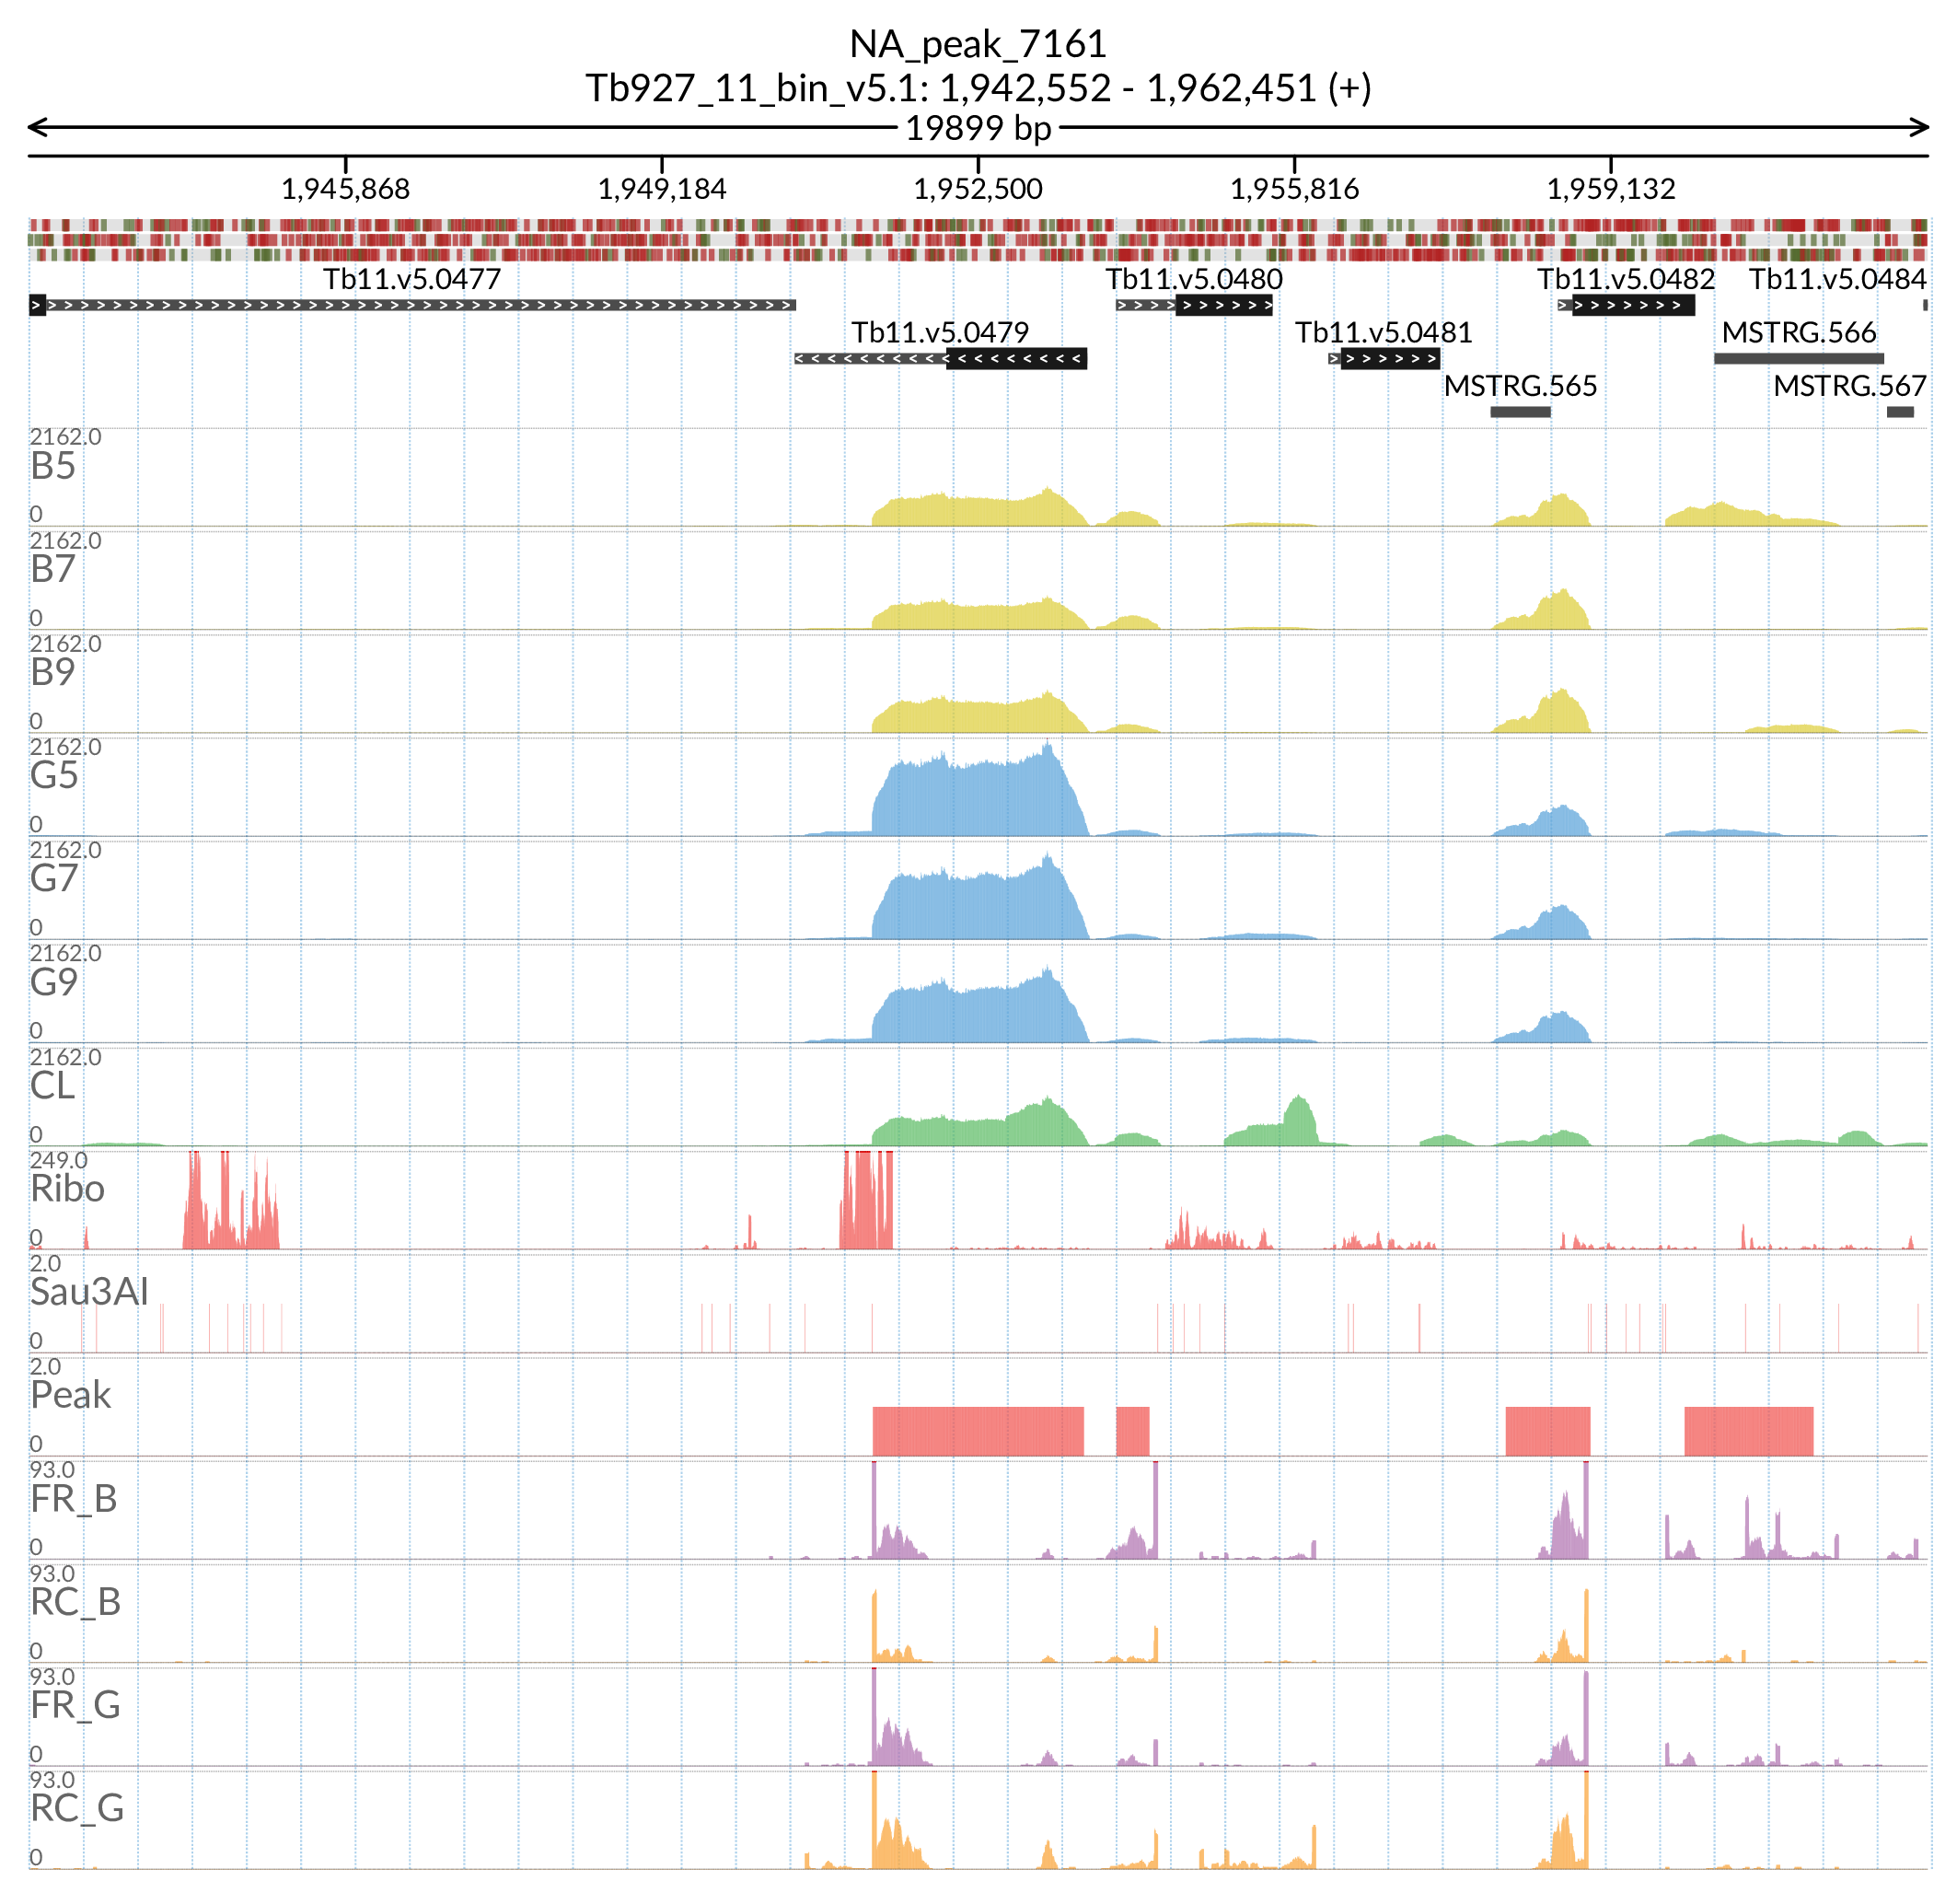 NA_peak_7161
Tb927_11_bin_v5.1: 1,942,552 - 1,962,451 (+)
19899 bp
1,945,868 1,949,184 1,952,500 1,955,816 1,959,132
Tb11.v5.0477 Tb11.v5.0480 Tb11.v5.0482 Tb11.v5.0484
Tb11.v5.0479 Tb11.v5.0481 MSTRG.566
MSTRG.565 MSTRG.567
2162.0
B5
0
2162.0
B7
0
2162.0
B9
0
2162.0
G5
0
2162.0
G7
0
2162.0
G9
0
2162.0
CL
0
249.0
Ribo
0
2.0
Sau3AI
0
2.0
Peak
0
93.0
FR_B
0
93.0
RC_B
0
93.0
FR_G
0
93.0
RC_G
0